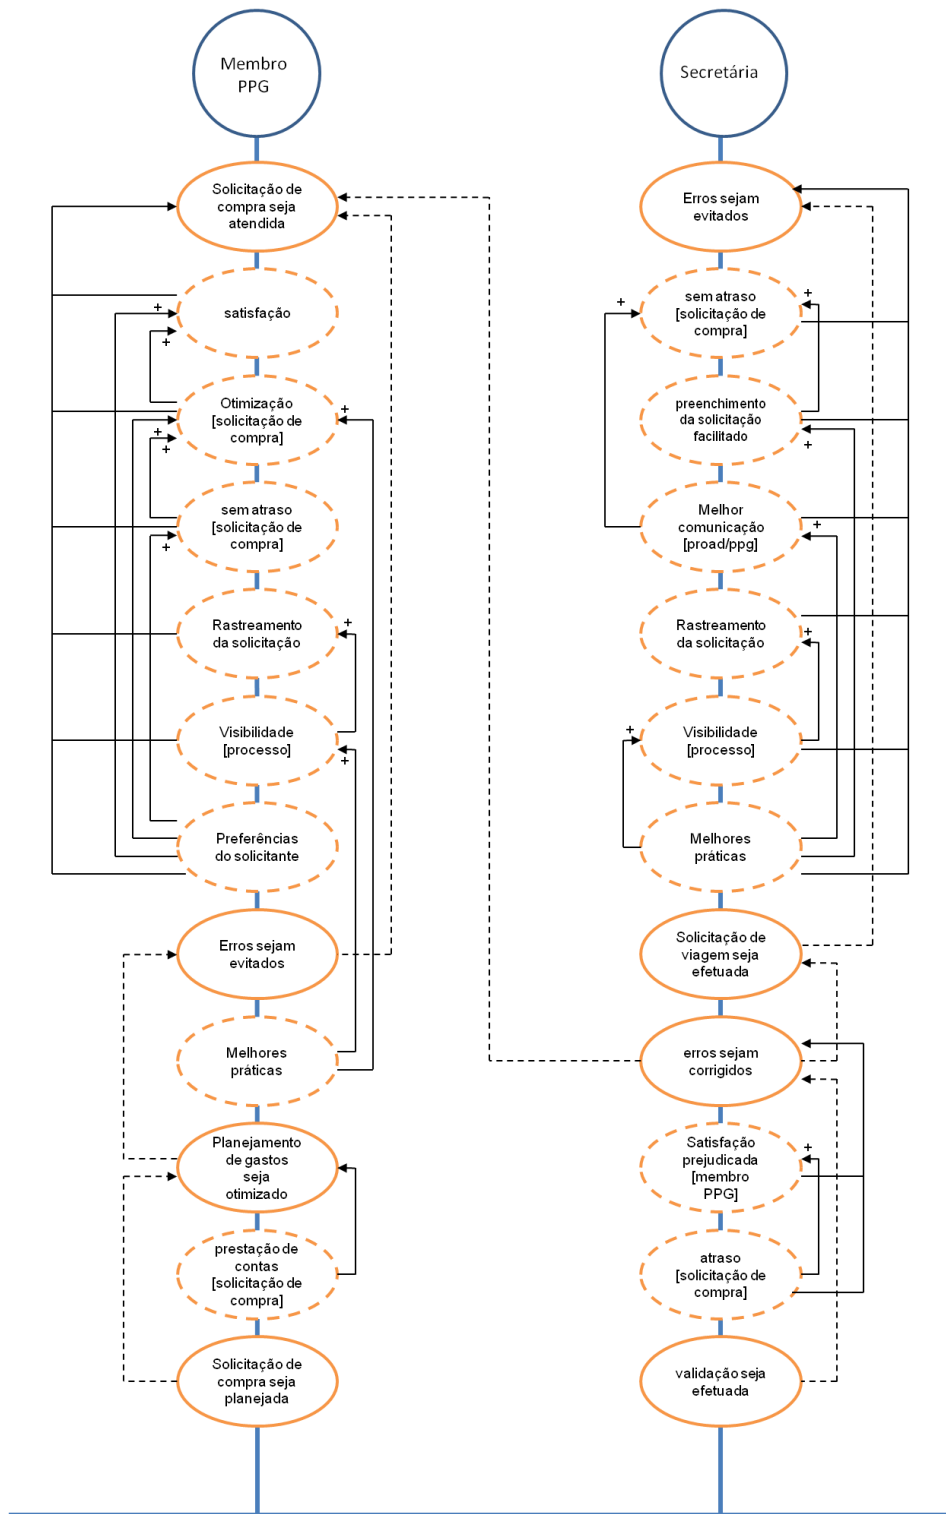 Membro
PPG
Solicitação de
compra seja
atendida
satisfação
+
+
Otimização
[solicitação de
compra]
+
+
+
sem atraso
[solicitação de
compra]
+
Rastreamento
da solicitação
+
Visibilidade
[processo]
+
Preferências
do solicitante
Erros sejam
evitados
Melhores
práticas
Planejamento
de gastos
seja
otimizado
prestação de
contas
[solicitação de
compra]
Solicitação de
compra seja
planejada
Secretária
Erros sejam
evitados
+
+
sem atraso
[solicitação de
compra]
preenchimento
da solicitação
facilitado
+
Melhor
comunicação
[proad/ppg]
+
Rastreamento
da solicitação
+
Visibilidade
[processo]
+
Melhores
práticas
Solicitação de
viagem seja
efetuada
erros sejam
corrigidos
Satisfação
prejudicada
[membro
PPG]
+
atraso
[solicitação de
compra]
validação seja
efetuada